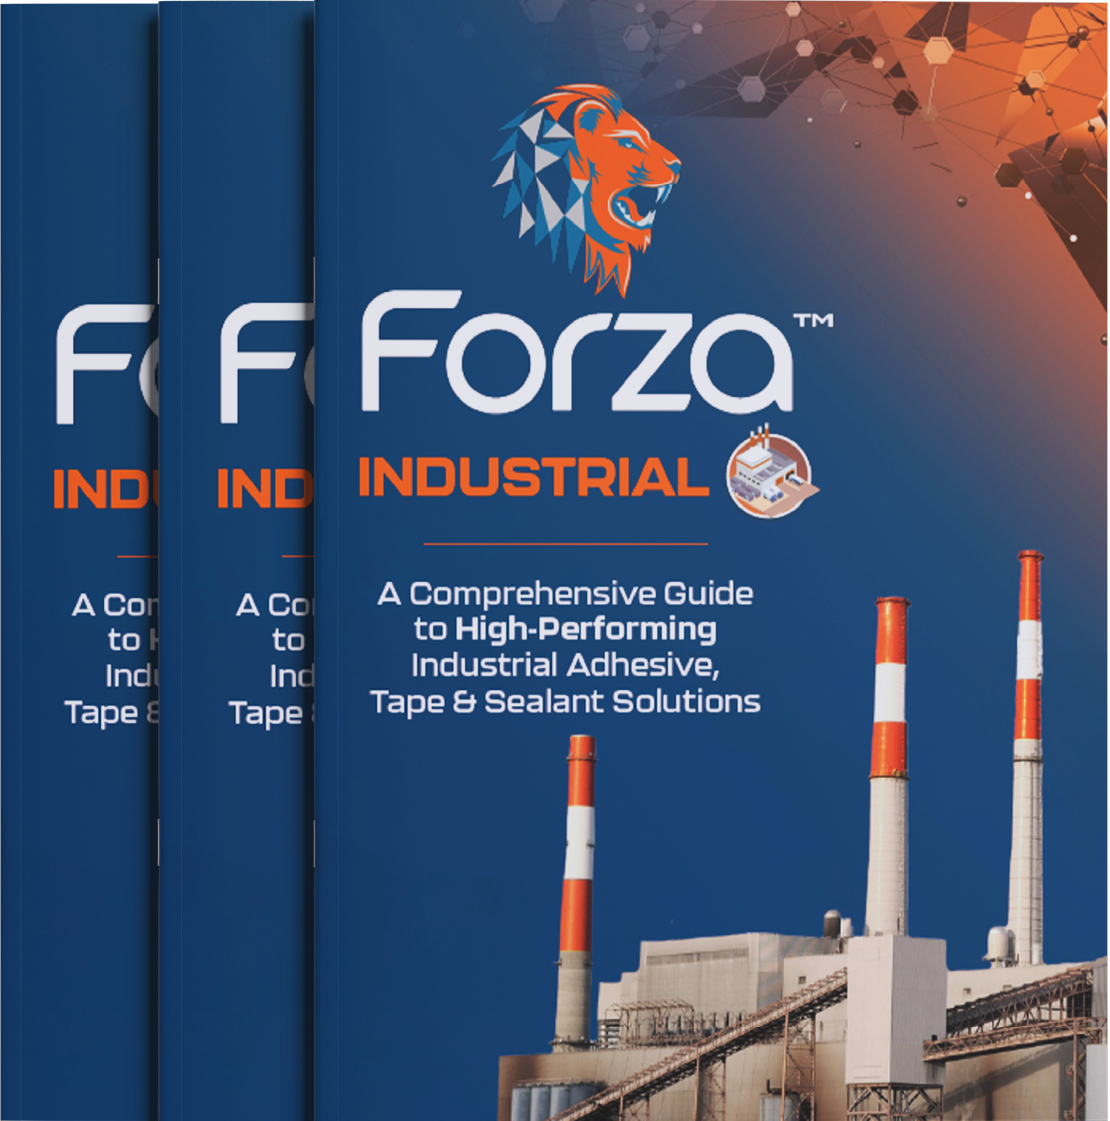 Forza™
INDUSTRIAL
A Comprehensive Guide
to High-Performing
Industrial Adhesive,
Tape & Sealant Solutions